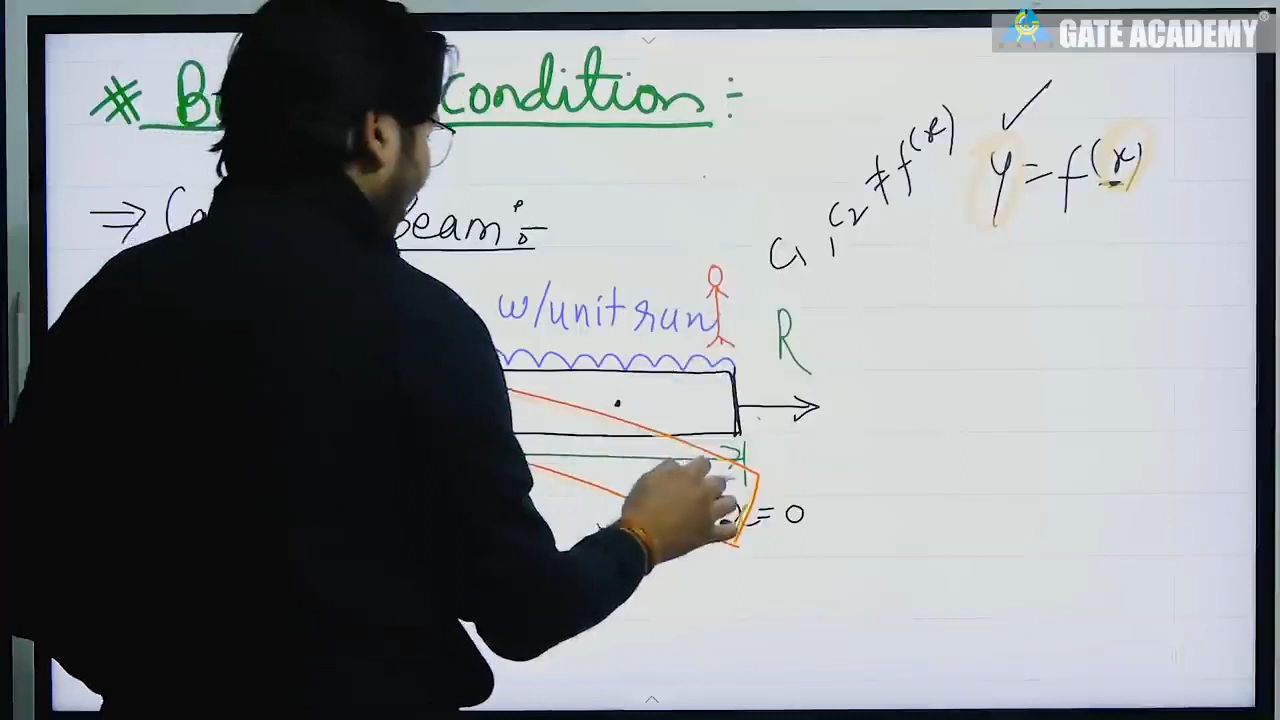 GATE ACADEMY
# condition :-
y = f(x)
C1, C2 ≠ f(x)
⇒ Beam :-
w/unit run
R
= 0